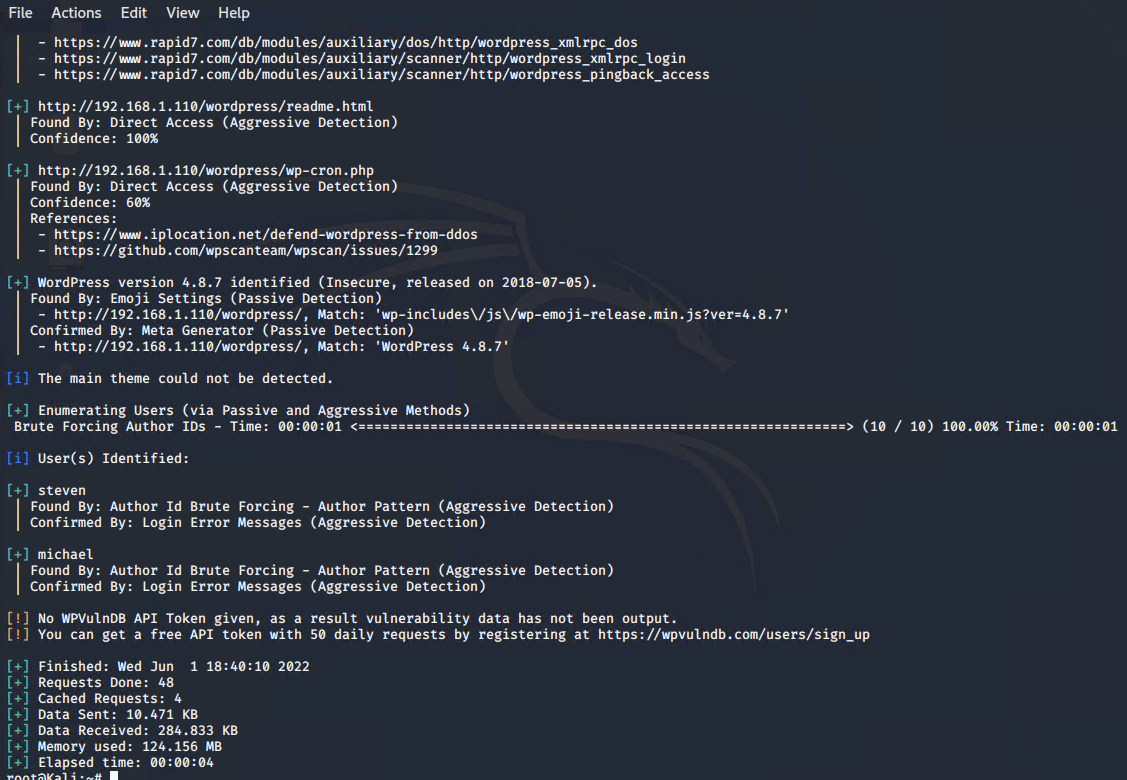 File Actions Edit View Help
| - https://www.rapid7.com/db/modules/auxiliary/dos/http/wordpress_xmlrpc_dos
| - https://www.rapid7.com/db/modules/auxiliary/scanner/http/wordpress_xmlrpc_login
| - https://www.rapid7.com/db/modules/auxiliary/scanner/http/wordpress_pingback_access
[+] http://192.168.1.110/wordpress/readme.html
| Found By: Direct Access (Aggressive Detection)
| Confidence: 100%
[+] http://192.168.1.110/wordpress/wp-cron.php
| Found By: Direct Access (Aggressive Detection)
| Confidence: 60%
| References:
| - https://www.iplocation.net/defend-wordpress-from-ddos
| - https://github.com/wpscanteam/wpscan/issues/1299
[+] WordPress version 4.8.7 identified (Insecure, released on 2018-07-05).
| Found By: Emoji Settings (Passive Detection)
| - http://192.168.1.110/wordpress/, Match: 'wp-includes\/js\/wp-emoji-release.min.js?ver=4.8.7'
| Confirmed By: Meta Generator (Passive Detection)
| - http://192.168.1.110/wordpress/, Match: 'WordPress 4.8.7'
[i] The main theme could not be detected.
[+] Enumerating Users (via Passive and Aggressive Methods)
Brute Forcing Author IDs - Time: 00:00:01 <=============================================================> (10 / 10) 100.00% Time: 00:00:01
[i] User(s) Identified:
[+] steven
| Found By: Author Id Brute Forcing - Author Pattern (Aggressive Detection)
| Confirmed By: Login Error Messages (Aggressive Detection)
[+] michael
| Found By: Author Id Brute Forcing - Author Pattern (Aggressive Detection)
| Confirmed By: Login Error Messages (Aggressive Detection)
[!] No WPVulnDB API Token given, as a result vulnerability data has not been output.
[!] You can get a free API token with 50 daily requests by registering at https://wpvulndb.com/users/sign_up
[+] Finished: Wed Jun  1 18:40:10 2022
[+] Requests Done: 48
[+] Cached Requests: 4
[+] Data Sent: 10.471 KB
[+] Data Received: 284.833 KB
[+] Memory used: 124.156 MB
[+] Elapsed time: 00:00:04
root@Kali:~#